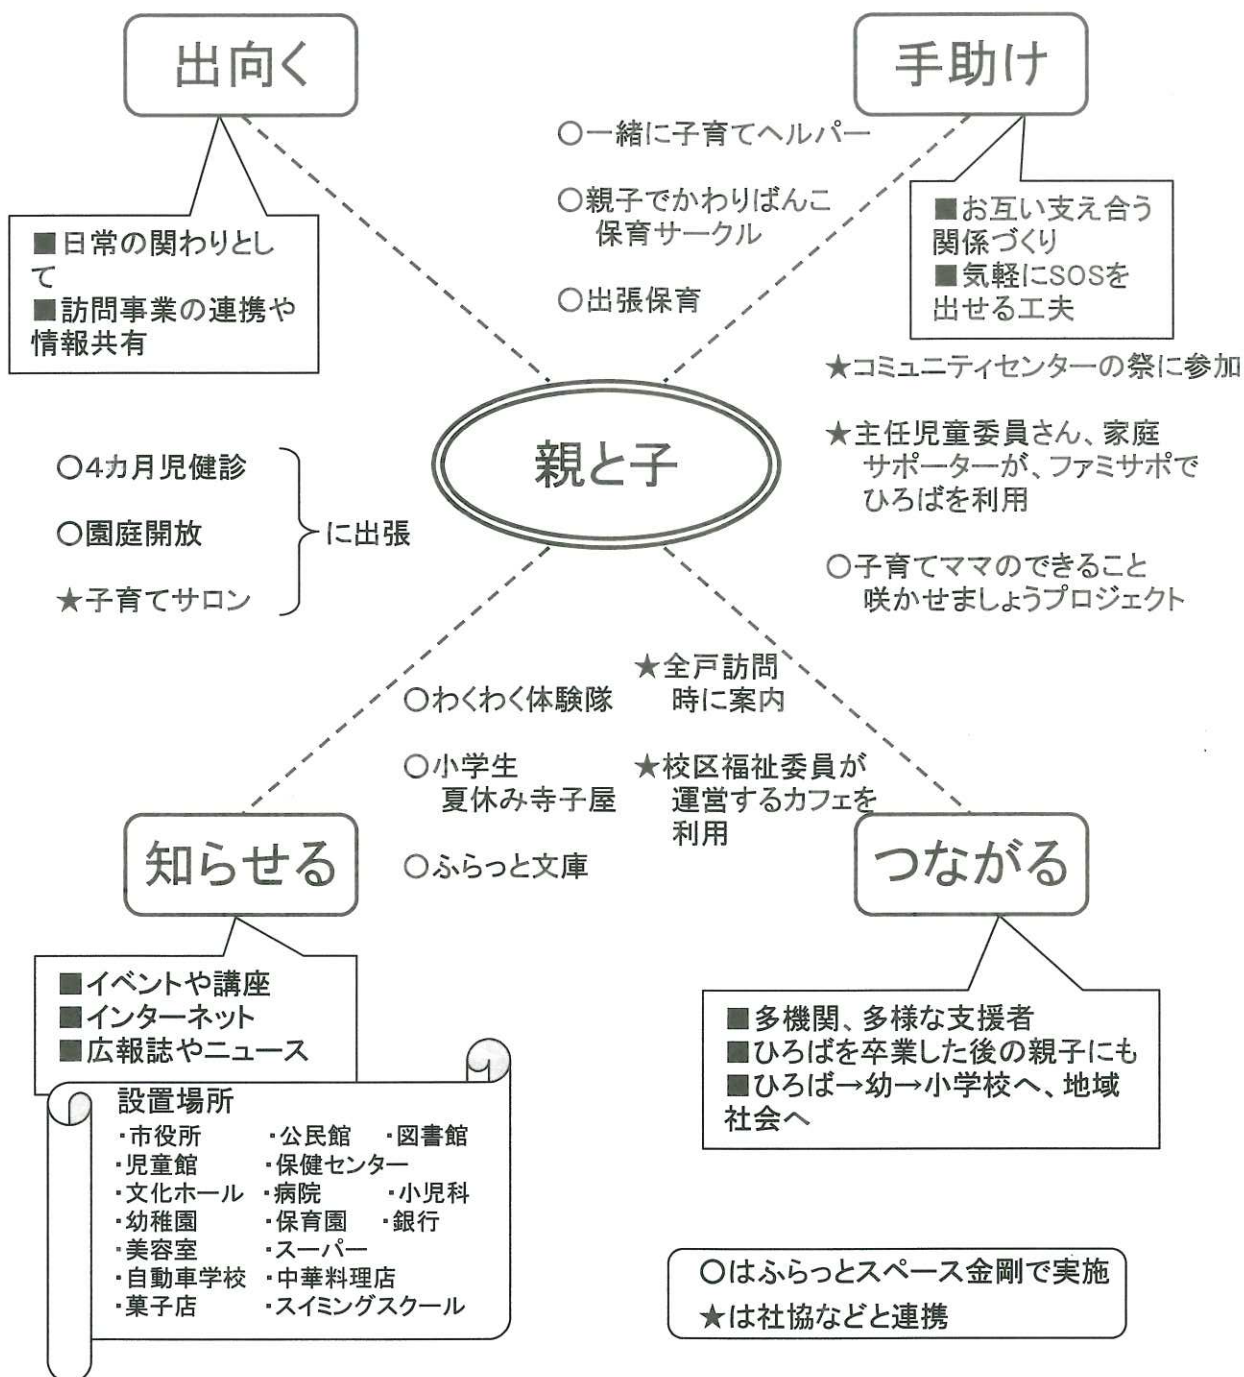 出向く
手助け
■日常の関わりとし
て
■訪問事業の連携や
情報共有
○一緒に子育てヘルパー
○親子でかわりばんこ
保育サークル
○出張保育
■お互い支え合う
関係づくり
■気軽にSOSを
出せる工夫
親と子
○4カ月児健診
○園庭開放
★子育てサロン
に出張
★コミュニティセンターの祭に参加
★主任児童委員さん、家庭
サポーターが、ファミサポで
ひろばを利用
○子育てママのできること
咲かせましょうプロジェクト
○わくわく体験隊
○小学生
夏休み寺子屋
○ふらっと文庫
★全戸訪問
時に案内
★校区福祉委員が
運営するカフェを
利用
知らせる
つながる
■イベントや講座
■インターネット
■広報誌やニュース
設置場所
・市役所 ・公民館 ・図書館
・児童館 ・保健センター
・文化ホール ・病院 ・小児科
・幼稚園 ・保育園 ・銀行
・美容室 ・スーパー
・自動車学校 ・中華料理店
・菓子店 ・スイミングスクール
■多機関、多様な支援者
■ひろばを卒業した後の親子にも
■ひろば→幼→小学校へ、地域
社会へ
○はふらっとスペース金剛で実施
★は社協などと連携